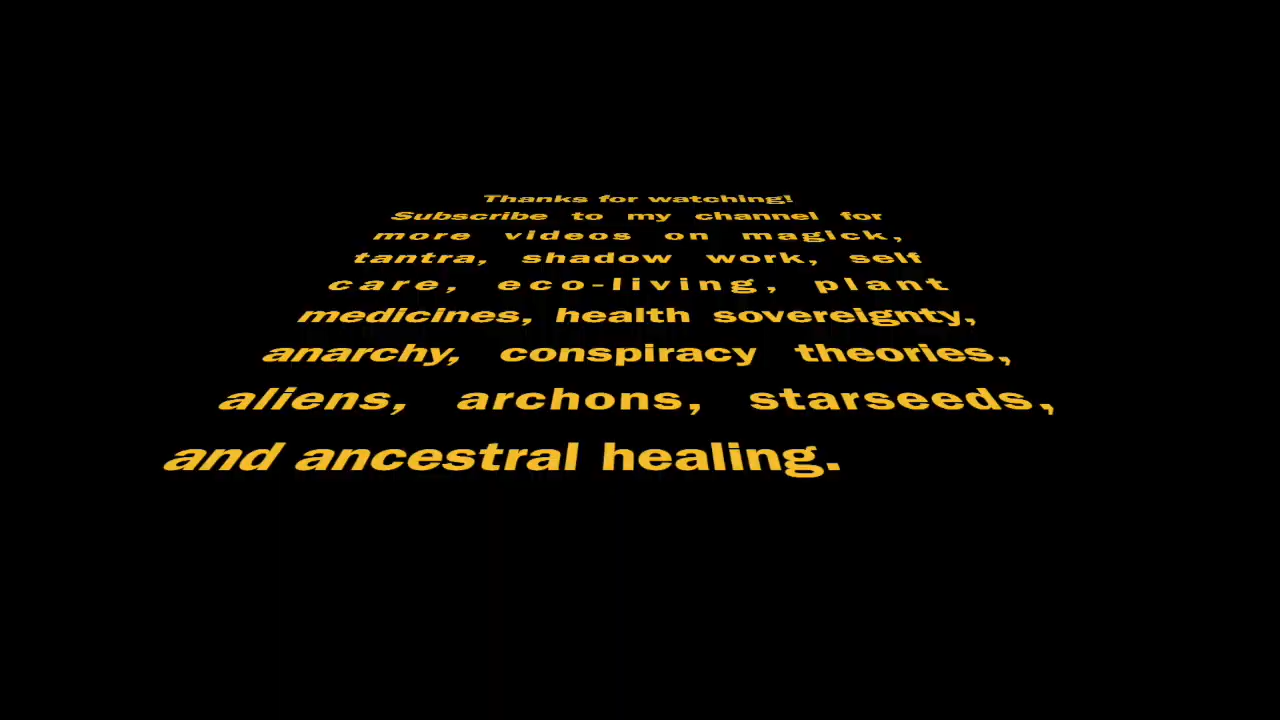 Thanks for watching!
Subscribe to my channel for
more videos on magick,
tantra, shadow work, self
care, eco-living, plant
medicines, health sovereignty,
anarchy, conspiracy theories,
aliens, archons, starseeds,
and ancestral healing.